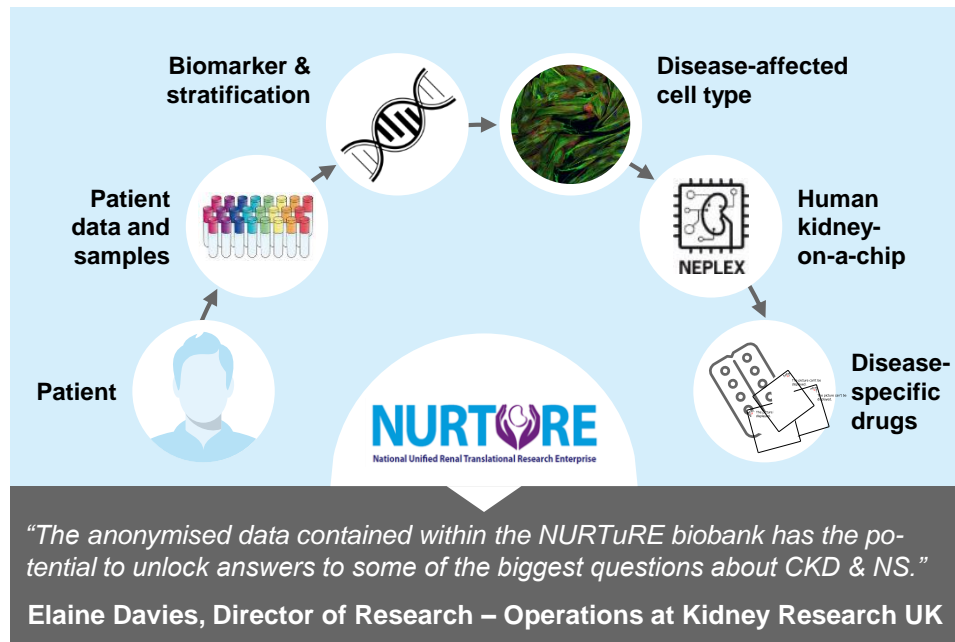 Biomarker &
stratification
Disease-affected
cell type
Patient
data and
samples
NEPLEX
Human
kidney-
on-a-chip
Patient
Disease-
specific
drugs
NURTuRE
National Unified Renal Translational Research Enterprise
“The anonymised data contained within the NURTuRE biobank has the po-
tential to unlock answers to some of the biggest questions about CKD & NS.”
Elaine Davies, Director of Research – Operations at Kidney Research UK